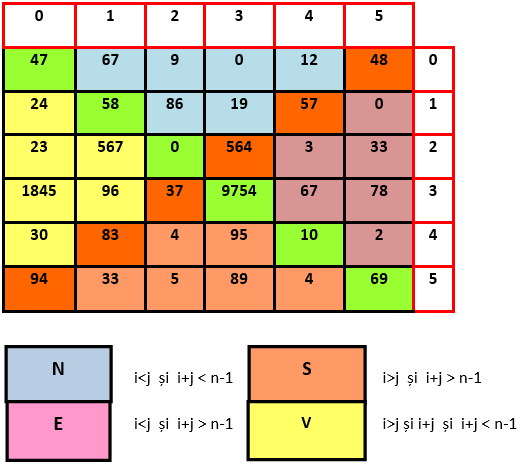 0 1 2 3 4 5
47 67 9 0 12 48 0
24 58 86 19 57 0 1
23 567 0 564 3 33 2
1845 96 37 9754 67 78 3
30 83 4 95 10 2 4
94 33 5 89 4 69 5
N i<j și i+j < n-1 S i>j și i+j > n-1
E i<j și i+j > n-1 V i>j și i+j și i+j < n-1